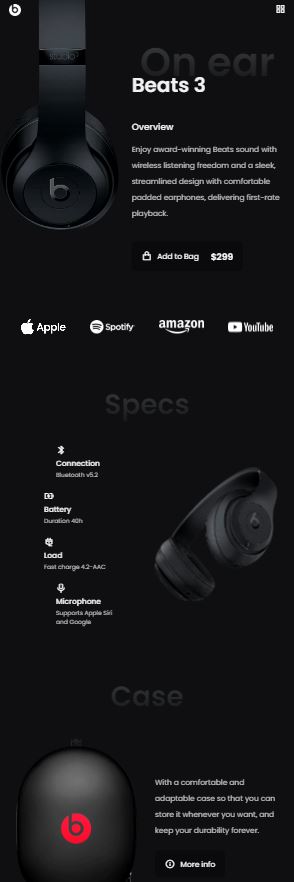 studio³
On ear
Beats 3
Overview
Enjoy award-winning Beats sound with
wireless listening freedom and a sleek,
streamlined design with comfortable
padded earphones, delivering first-rate
playback.
Add to Bag $299
Apple Spotify amazon YouTube
Specs
Connection
Bluetooth v5.2
Battery
Duration 40h
Load
Fast charge 4.2-AAC
Microphone
Supports Apple Siri
and Google
Case
With a comfortable and
adaptable case so that you can
store it whenever you want, and
keep your durability forever.
More info